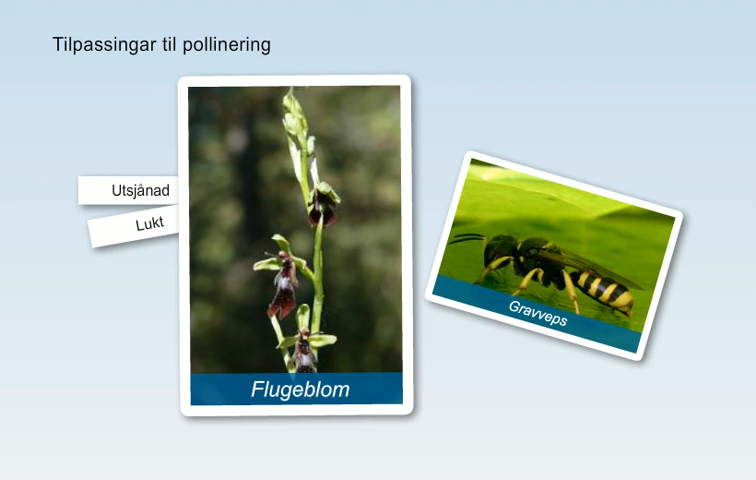 Tilpassingar til pollinering
Utsjånad
Lukt
Flugeblom
Gravveps